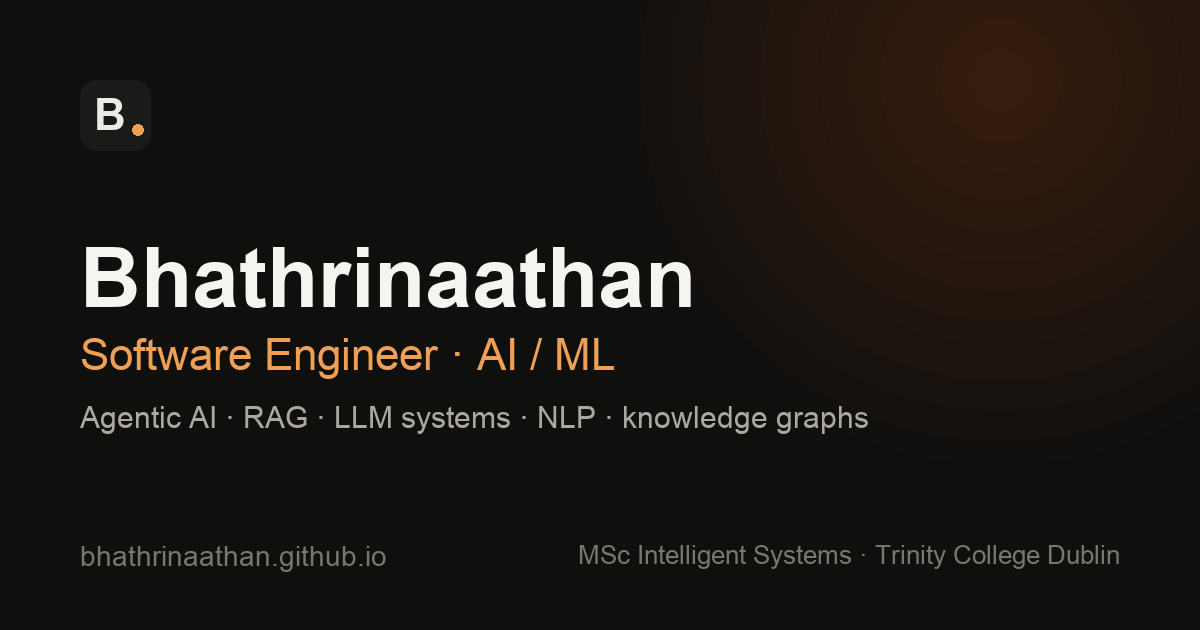 B.
Bhathrinaathan
Software Engineer · AI / ML
Agentic AI · RAG · LLM systems · NLP · knowledge graphs
bhathrinaathan.github.io
MSc Intelligent Systems · Trinity College Dublin